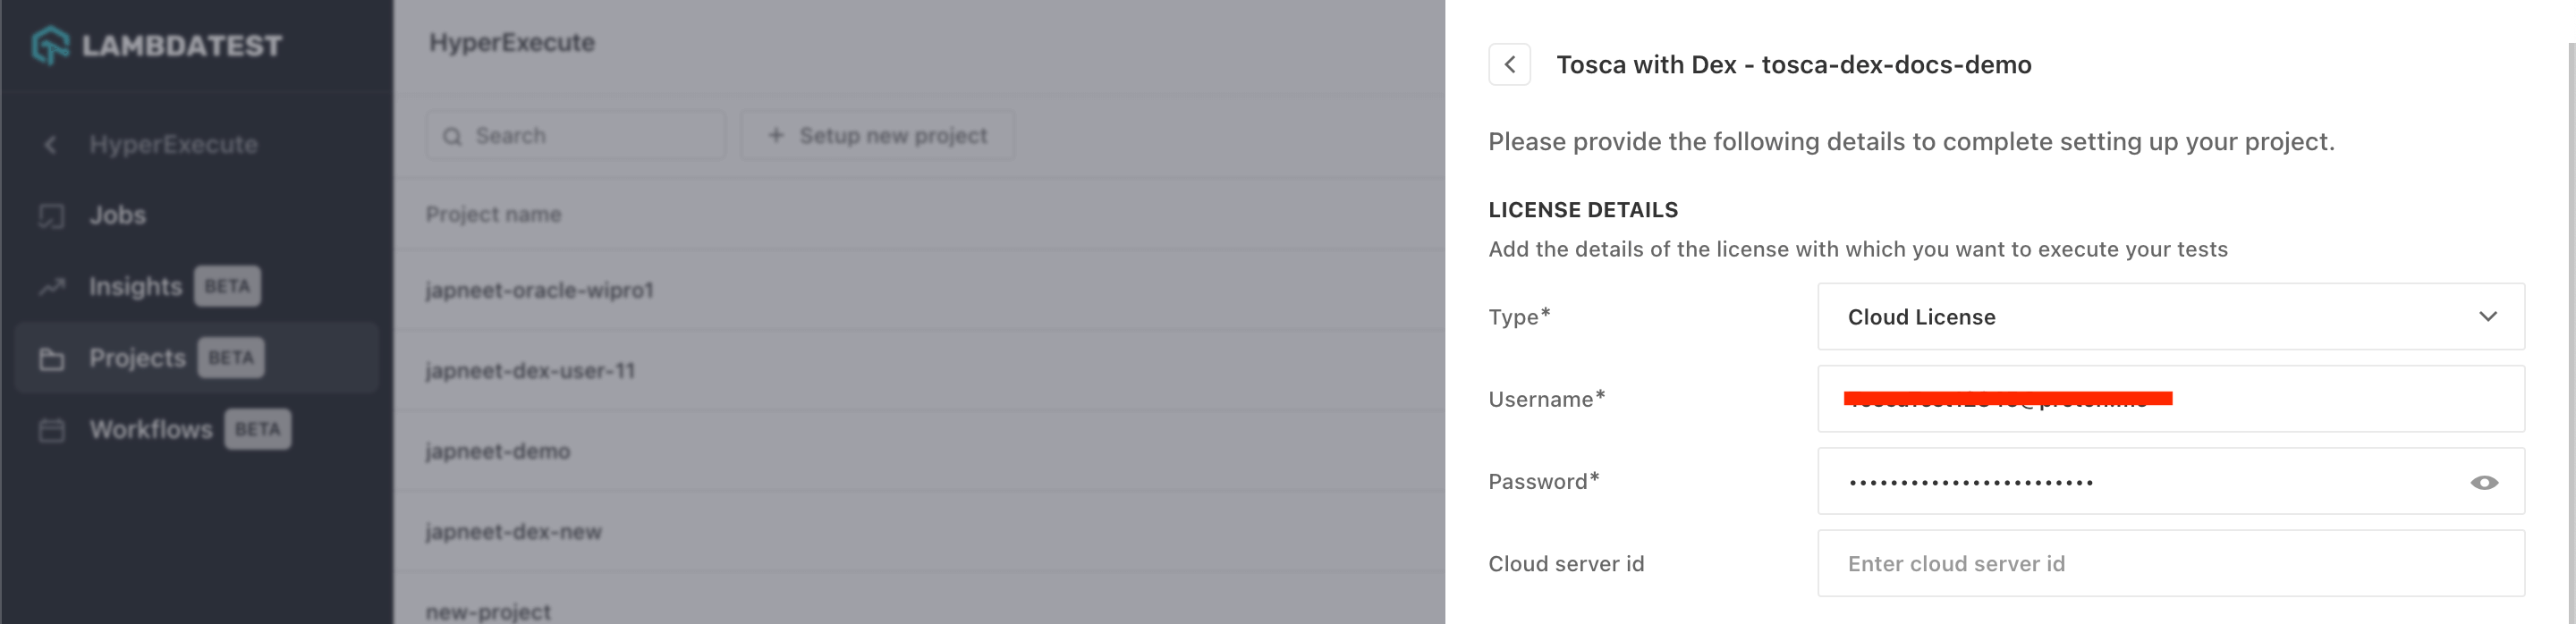 LAMBDATEST
HyperExecute
Jobs
Insights BETA
Projects BETA
Workflows BETA
HyperExecute
Search
+ Setup new project
Project name
japneet-oracle-wipro1
japneet-dex-user-11
japneet-demo
japneet-dex-new
new-project
Tosca with Dex - tosca-dex-docs-demo
Please provide the following details to complete setting up your project.
LICENSE DETAILS
Add the details of the license with which you want to execute your tests
Type*
Cloud License
Username*
Password*
Cloud server id
Enter cloud server id